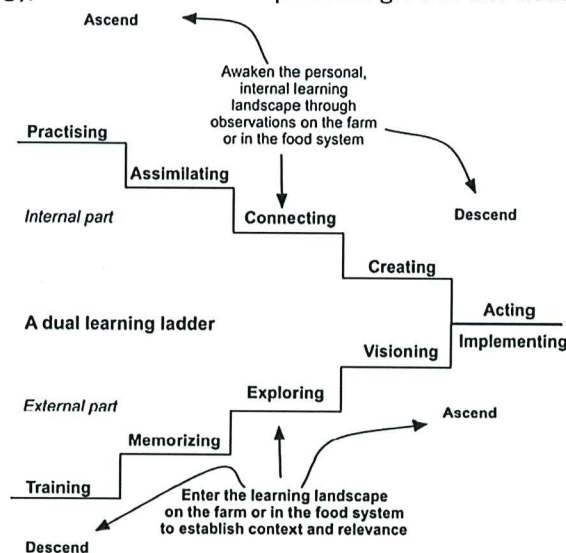 Ascend
Awaken the personal,
internal learning
landscape through
observations on the farm
or in the food system
Practising
Assimilating
Internal part
Connecting
Descend
Creating
A dual learning ladder
Acting
Visioning
Implementing
Exploring
External part
Ascend
Memorizing
Training
Enter the learning landscape
on the farm or in the food system
to establish context and relevance
Descend